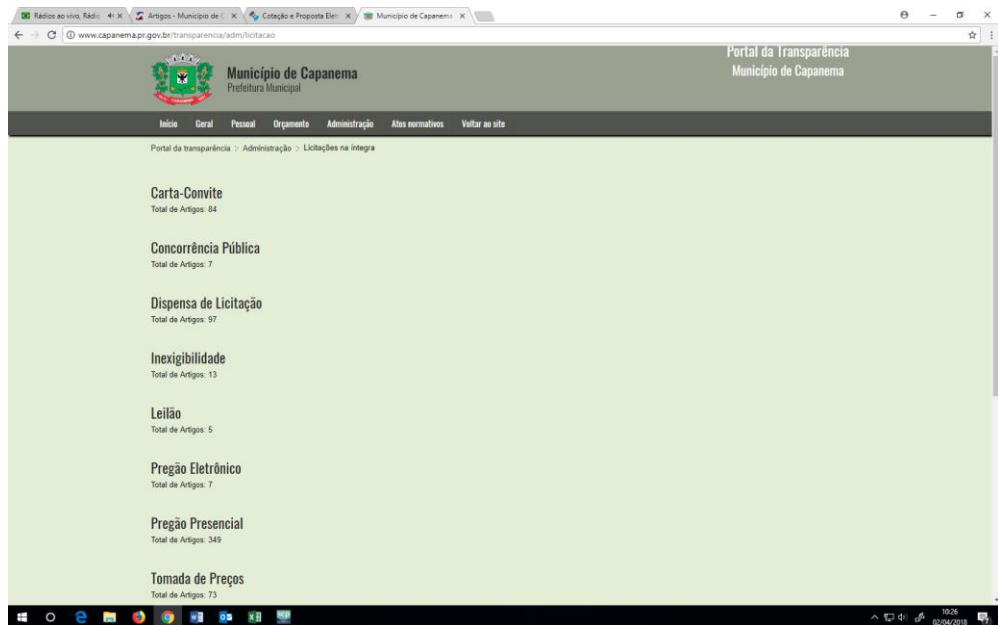 Rádios ao vivo, Rádio
Artigos - Município de C
Cotação e Proposta Elet
Município de Capanema
www.capanema.pr.gov.br/transparencia/adm/licitacao
Portal da Transparência
Município de Capanema
Município de Capanema
Prefeitura Municipal
Início Geral Pessoal Orçamento Administração Atos normativos Voltar ao site
Portal da transparência > Administração > Licitações na íntegra
Carta-Convite
Total de Artigos: 84
Concorrência Pública
Total de Artigos: 7
Dispensa de Licitação
Total de Artigos: 97
Inexigibilidade
Total de Artigos: 13
Leilão
Total de Artigos: 5
Pregão Eletrônico
Total de Artigos: 7
Pregão Presencial
Total de Artigos: 349
Tomada de Preços
Total de Artigos: 73
10:26
02/04/2018